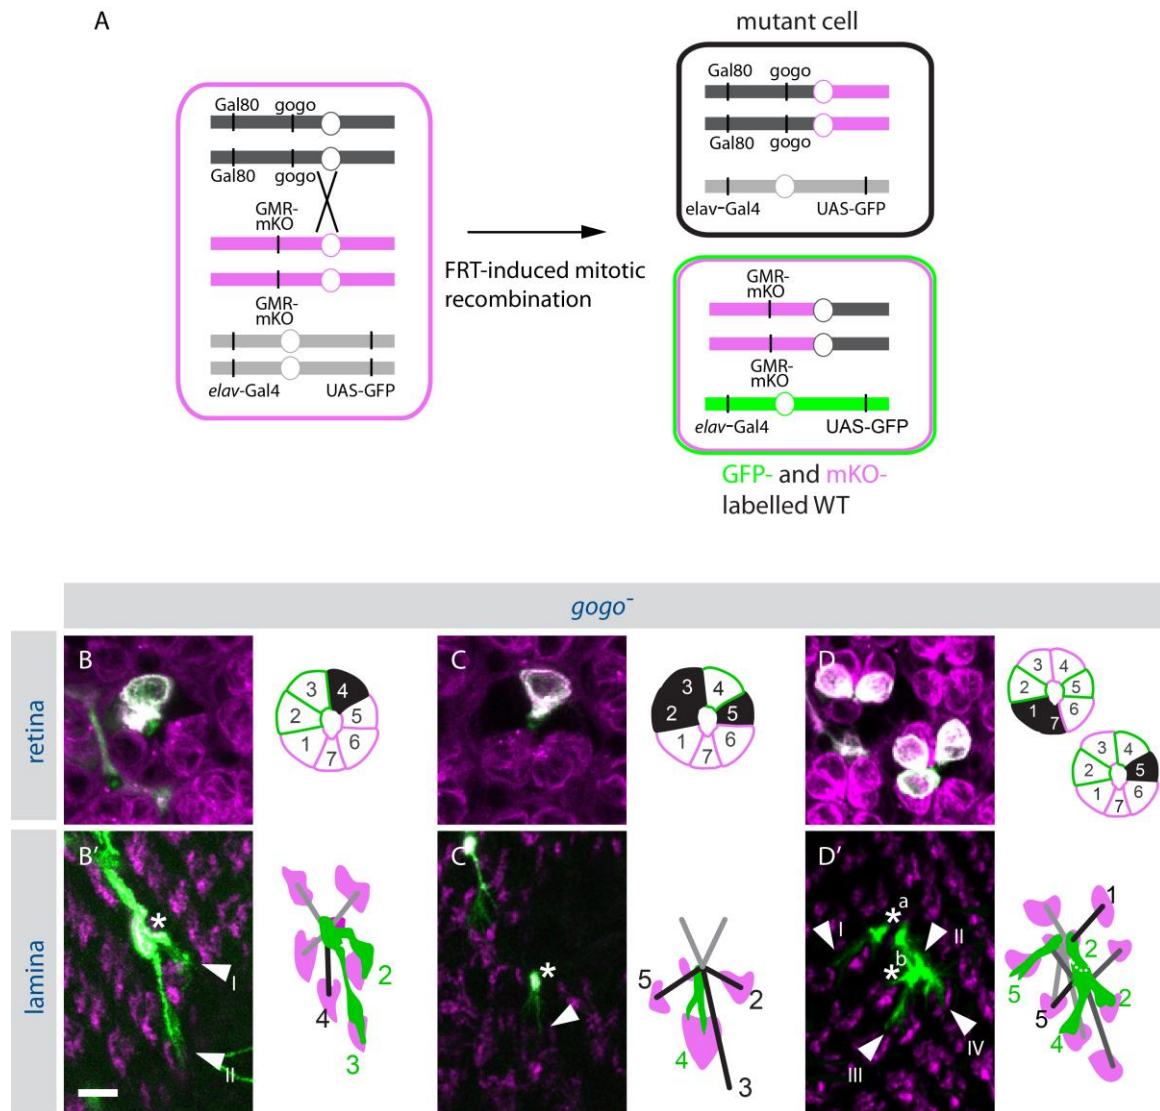 A
mutant cell
Gal80 gogo
Gal80 gogo
GMR-
mKO
GMR-
mKO
elav-Gal4 UAS-GFP
FRT-induced mitotic
recombination
Gal80 gogo
Gal80 gogo
elav-Gal4 UAS-GFP
GMR-
mKO
GMR-
mKO
elav-Gal4 UAS-GFP
GFP- and mKO-
labelled WT
gogo-
retina
B
3 4
2 5
1 6
7
C
3 4
2 5
1 6
7
D
3 4
2 5
1 6
7
3 4
2 5
1 6
7
lamina
B′
*
I
II
2
4
3
C′
*
5
2
4
3
D′
* a
* b
I
II
III
IV
1
2
5
5
2
4